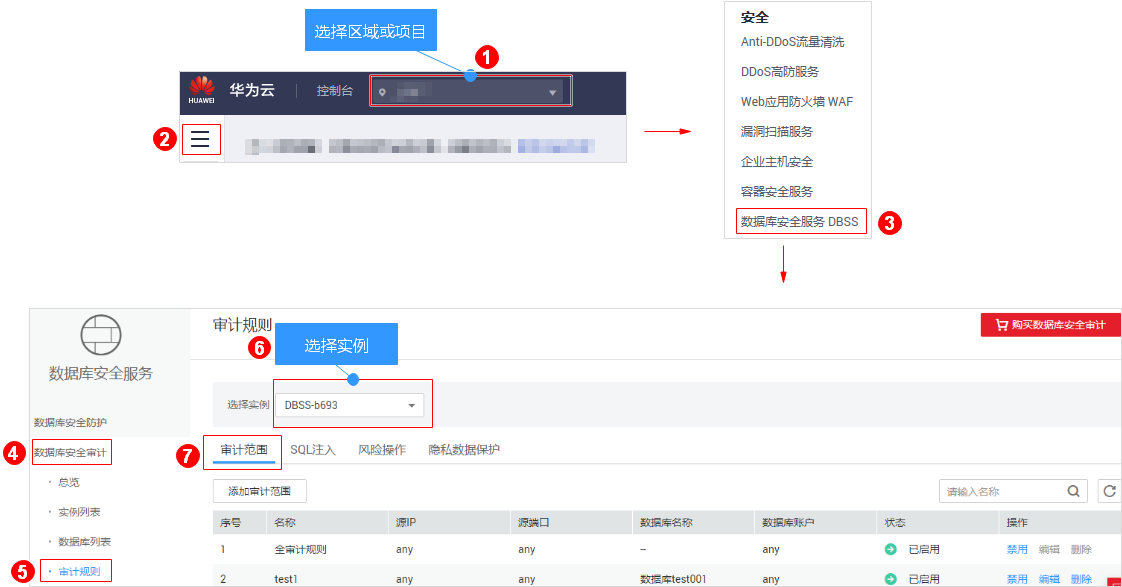 选择区域或项目
1
HUAWEI
华为云
控制台
2
安全
Anti-DDoS流量清洗
DDoS高防服务
Web应用防火墙 WAF
漏洞扫描服务
企业主机安全
容器安全服务
数据库安全服务 DBSS
3
数据库安全服务
数据库安全防护
4 数据库安全审计
· 总览
· 实例列表
· 数据库列表
5 · 审计规则
审计规则
购买数据库安全审计
6 选择实例
选择实例 DBSS-b693
7 审计范围 SQL注入 风险操作 隐私数据保护
添加审计范围 请输入名称
序号 名称 源IP 源端口 数据库名称 数据库账户 状态 操作
1 全审计规则 any any -- any 已启用 禁用 编辑 删除
2 test1 any any 数据库test001 any 已启用 禁用 编辑 删除